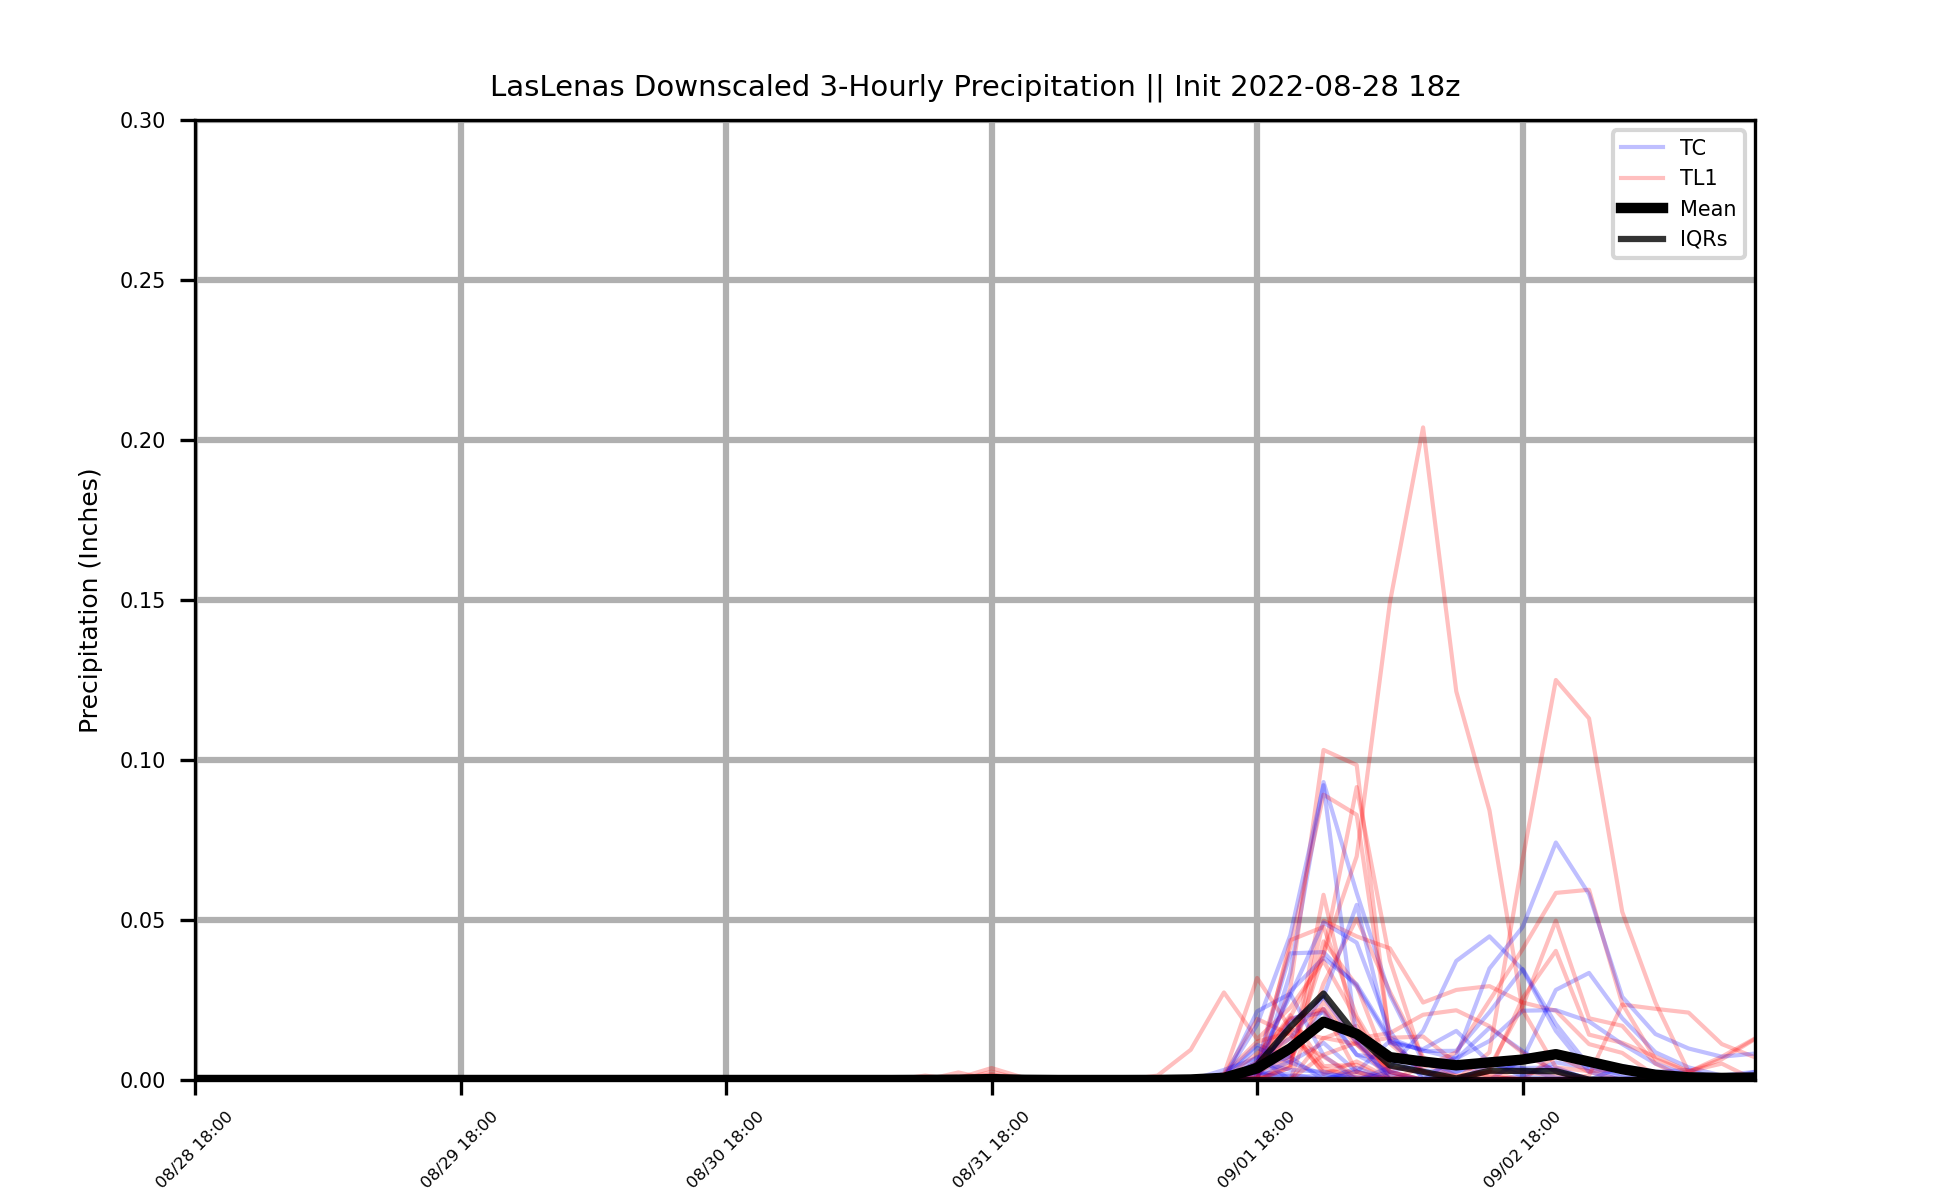 LasLenas Downscaled 3-Hourly Precipitation || Init 2022-08-28 18z
Precipitation (Inches)
0.30
0.25
0.20
0.15
0.10
0.05
0.00
TC
TL1
Mean
IQRs
08/28 18:00
08/29 18:00
08/30 18:00
08/31 18:00
09/01 18:00
09/02 18:00